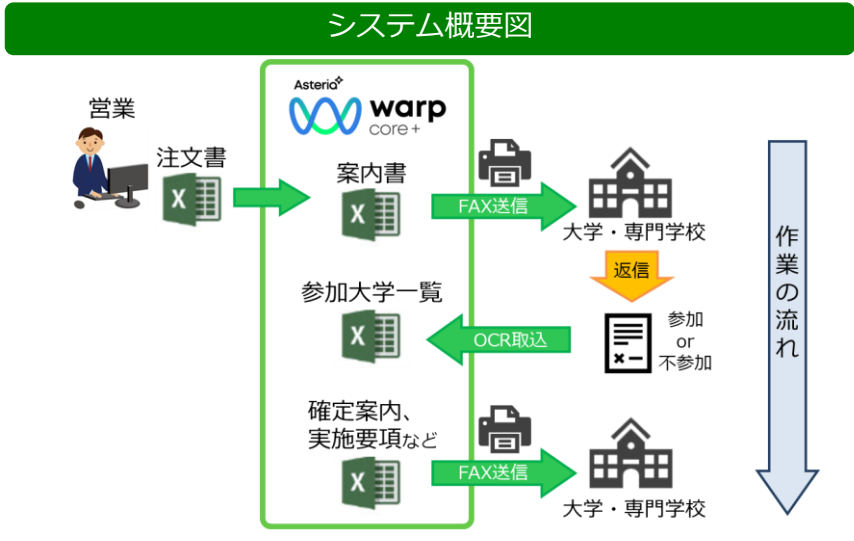 システム概要図
Asteria
warp
core+
営業
注文書
案内書
FAX送信
大学・専門学校
返信
参加大学一覧
OCR取込
参加
or
不参加
確定案内、
実施要項など
FAX送信
大学・専門学校
作業の流れ
X
X
X
X